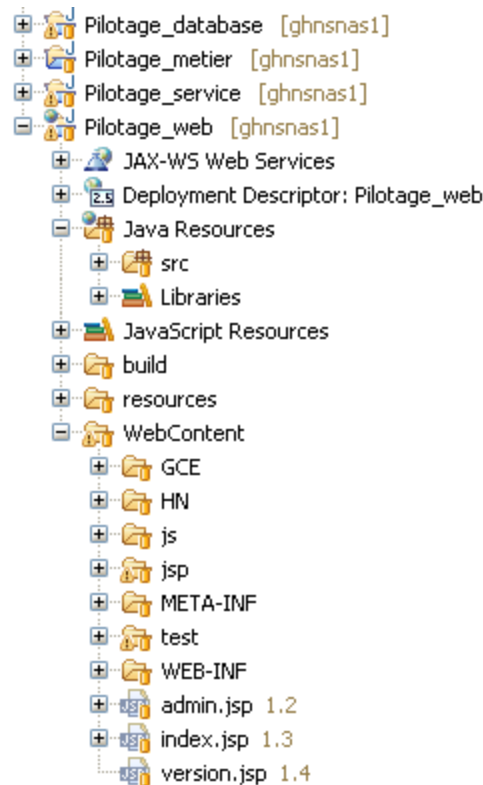 Pilotage_database [ghnsnas1]
Pilotage_metier [ghnsnas1]
Pilotage_service [ghnsnas1]
Pilotage_web [ghnsnas1]
JAX-WS Web Services
2.5 Deployment Descriptor: Pilotage_web
Java Resources
src
Libraries
JavaScript Resources
build
resources
WebContent
GCE
HN
js
jsp
META-INF
test
WEB-INF
admin.jsp 1.2
index.jsp 1.3
version.jsp 1.4